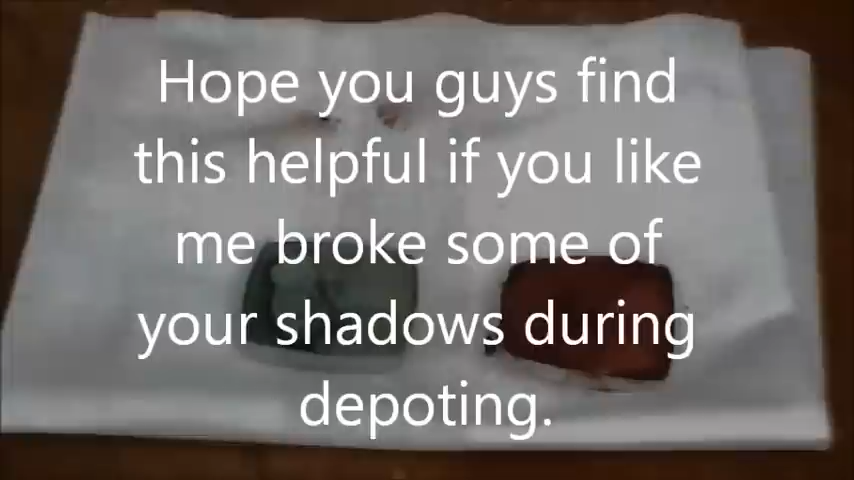 Hope you guys find
this helpful if you like
me broke some of
your shadows during
depoting.